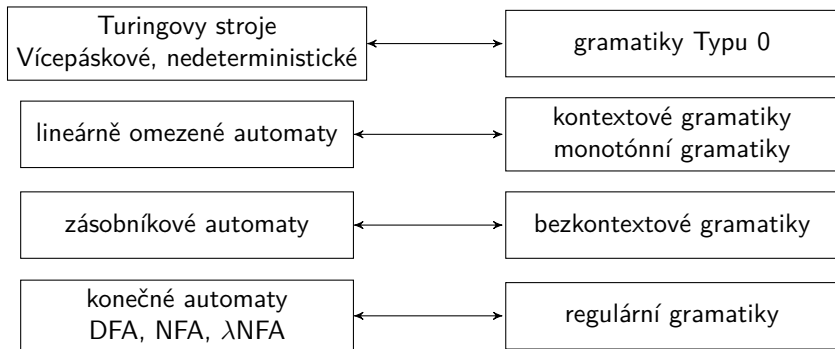 Turingovy stroje
Vícepáskové, nedeterministické
gramatiky Typu 0
lineárně omezené automaty
kontextové gramatiky
monotónní gramatiky
zásobníkové automaty
bezkontextové gramatiky
konečné automaty
DFA, NFA, λNFA
regulární gramatiky